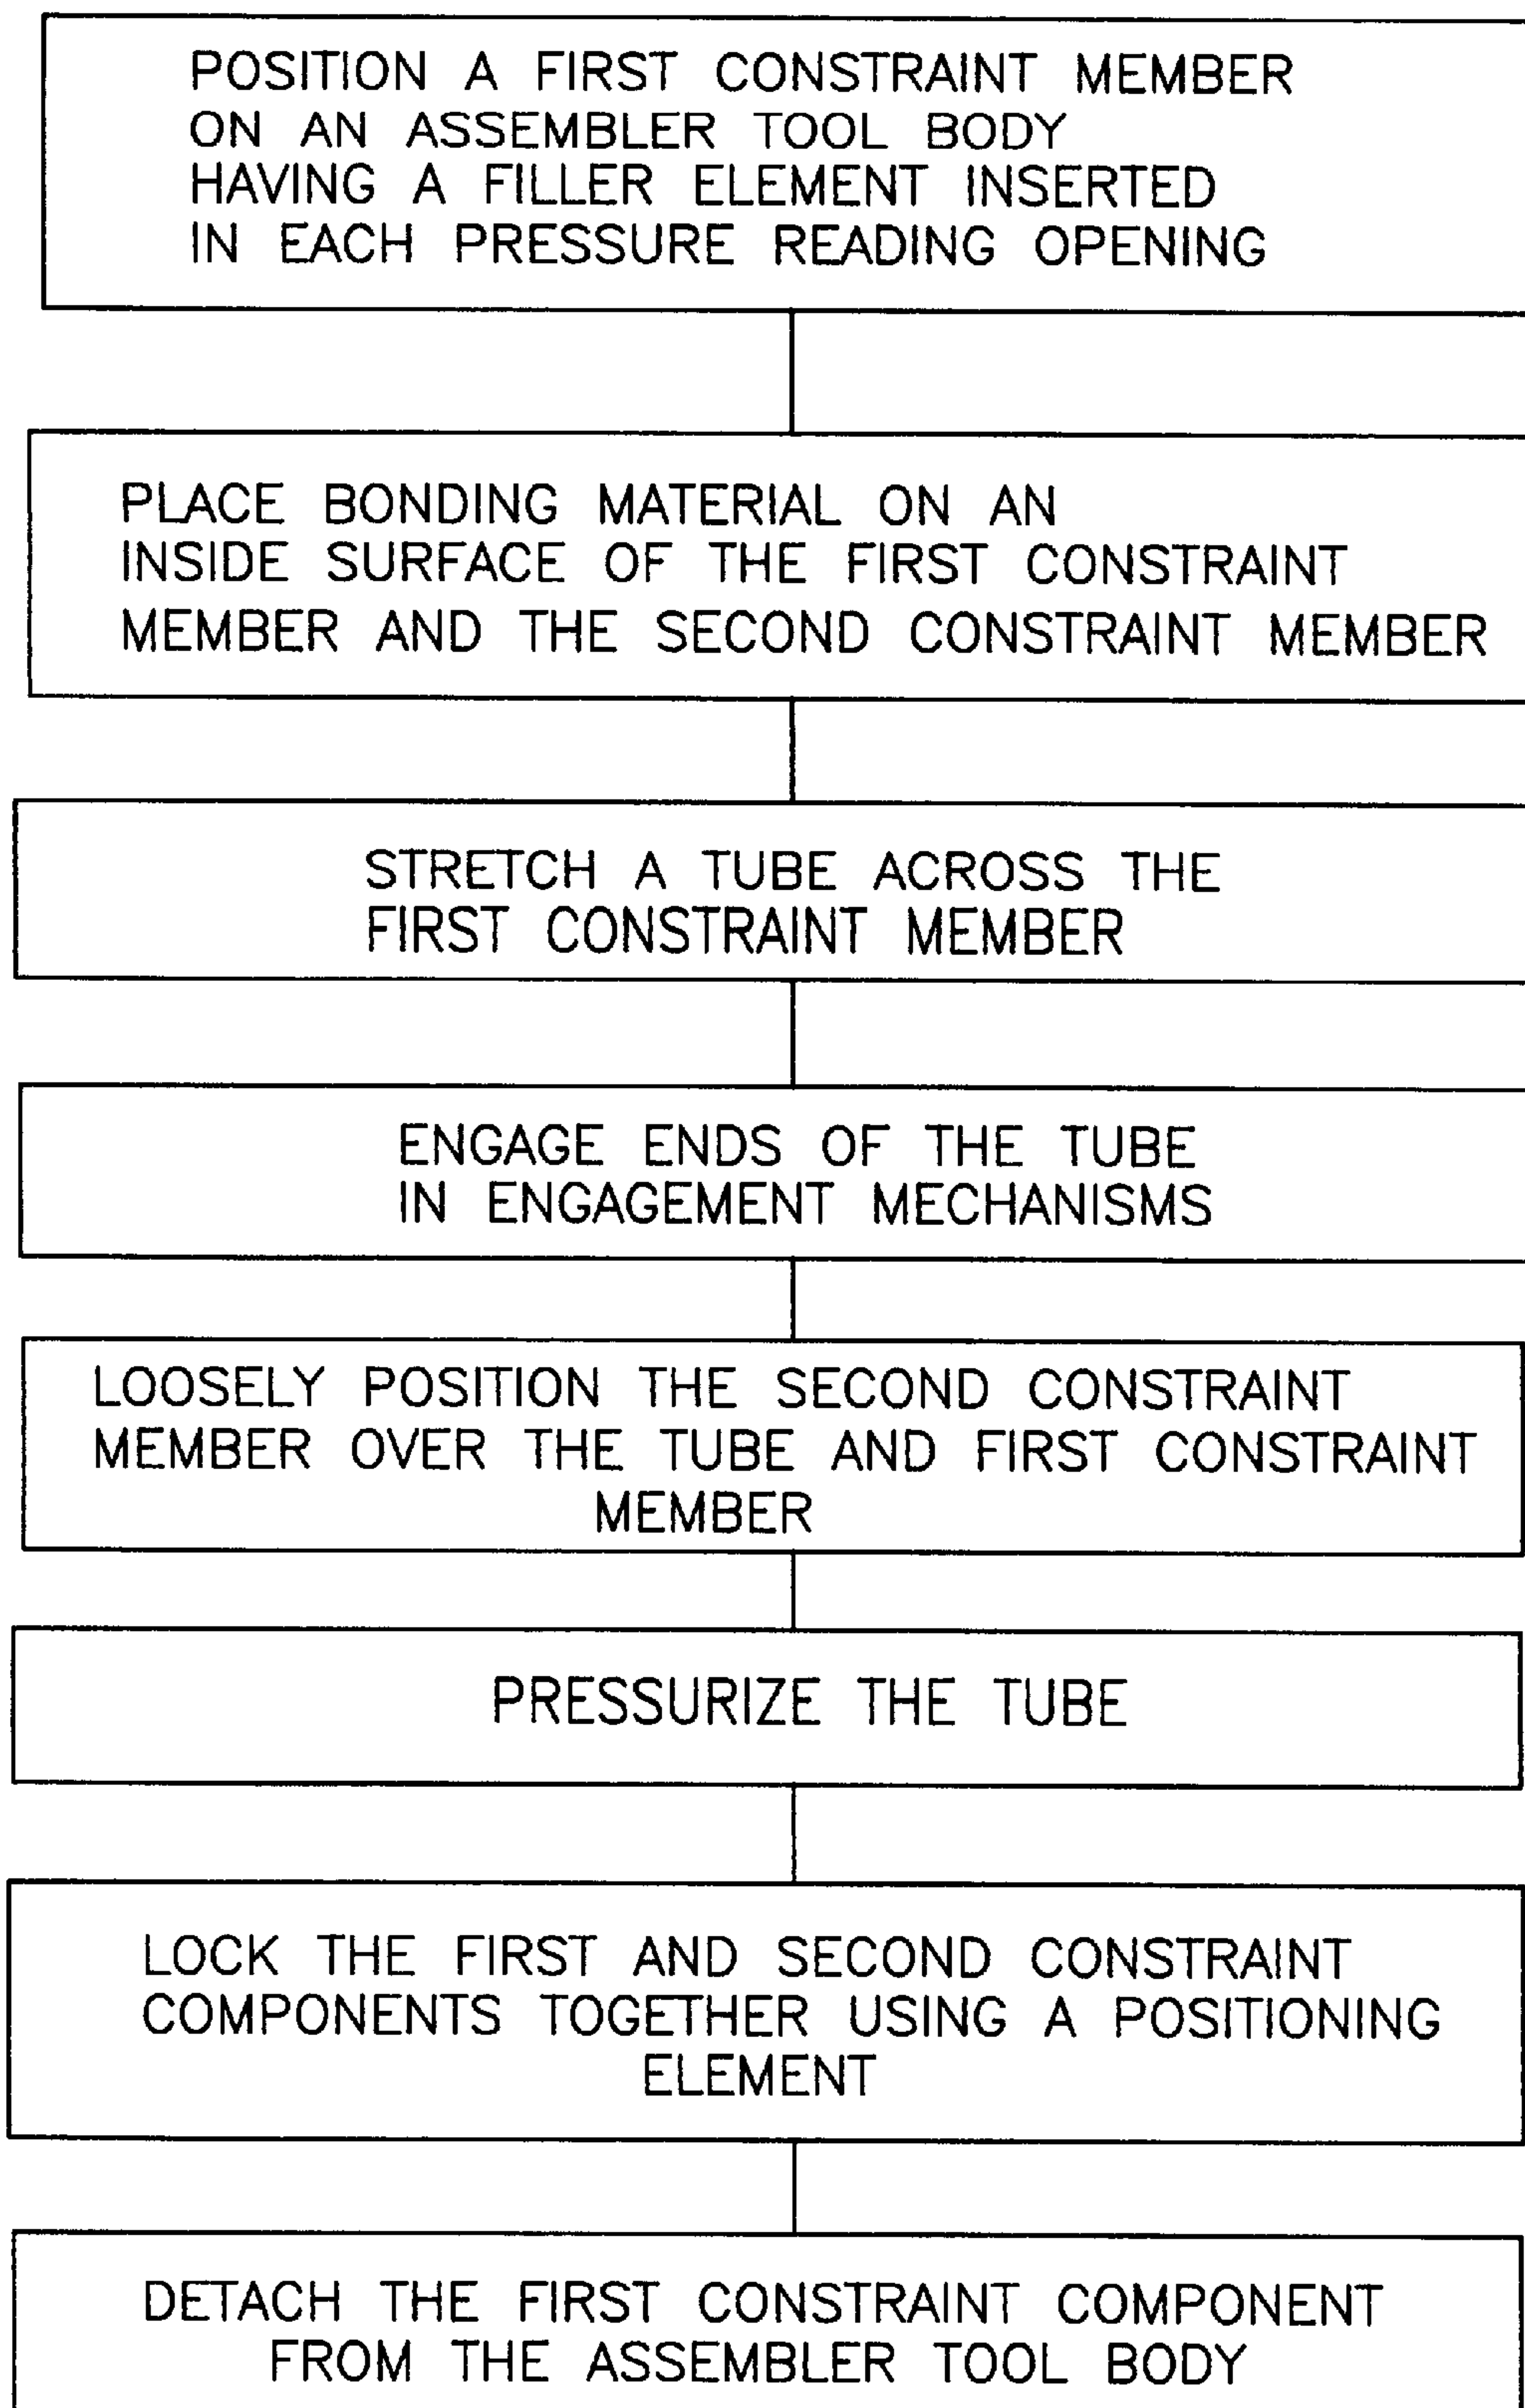 POSITION A FIRST CONSTRAINT MEMBER
ON AN ASSEMBLER TOOL BODY
HAVING A FILLER ELEMENT INSERTED
IN EACH PRESSURE READING OPENING
PLACE BONDING MATERIAL ON AN
INSIDE SURFACE OF THE FIRST CONSTRAINT
MEMBER AND THE SECOND CONSTRAINT MEMBER
STRETCH A TUBE ACROSS THE
FIRST CONSTRAINT MEMBER
ENGAGE ENDS OF THE TUBE
IN ENGAGEMENT MECHANISMS
LOOSELY POSITION THE SECOND CONSTRAINT
MEMBER OVER THE TUBE AND FIRST CONSTRAINT
MEMBER
PRESSURIZE THE TUBE
LOCK THE FIRST AND SECOND CONSTRAINT
COMPONENTS TOGETHER USING A POSITIONING
ELEMENT
DETACH THE FIRST CONSTRAINT COMPONENT
FROM THE ASSEMBLER TOOL BODY